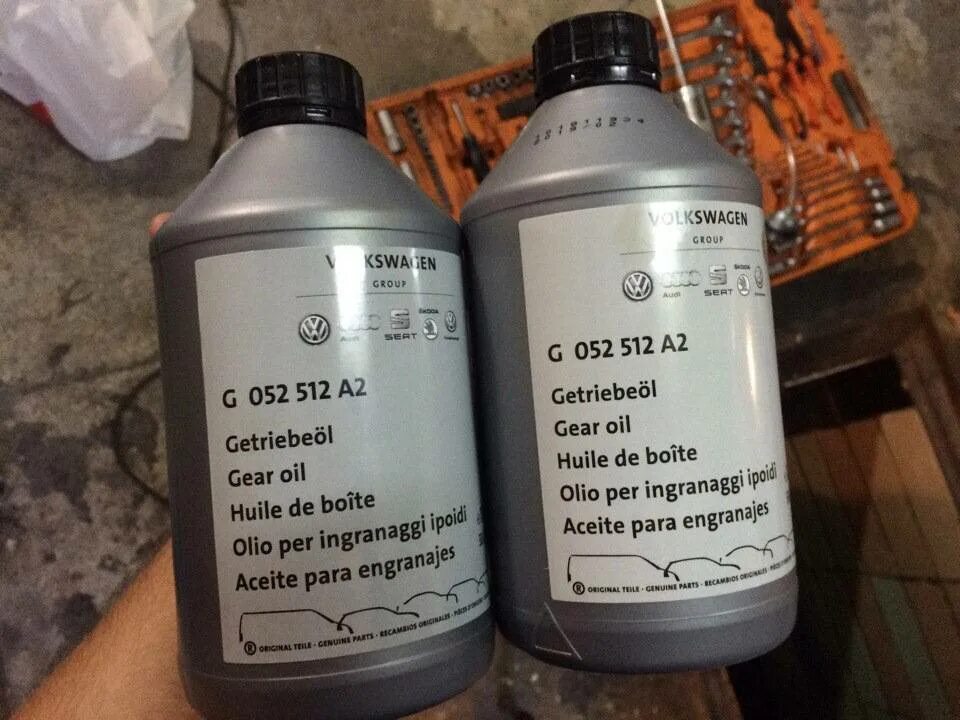 VOLKSWAGEN
GROUP
Audi
SEAT
ŠKODA
G 052 512 A2
Getriebeöl
Gear oil
Huile de boîte
Olio per ingranaggi ipoidi
Aceite para engranajes
® ORIGINAL TEILE - GENUINE PARTS - RECAMBIOS ORIGINALES -
VOLKSWAGEN
GROUP
Audi
SEAT
ŠKODA
G 052 512 A2
Getriebeöl
Gear oil
Huile de boîte
Olio per ingranaggi ipoidi
Aceite para engranajes
® ORIGINAL TEILE - GENUINE PARTS - RECAMBIOS ORIGINALES -